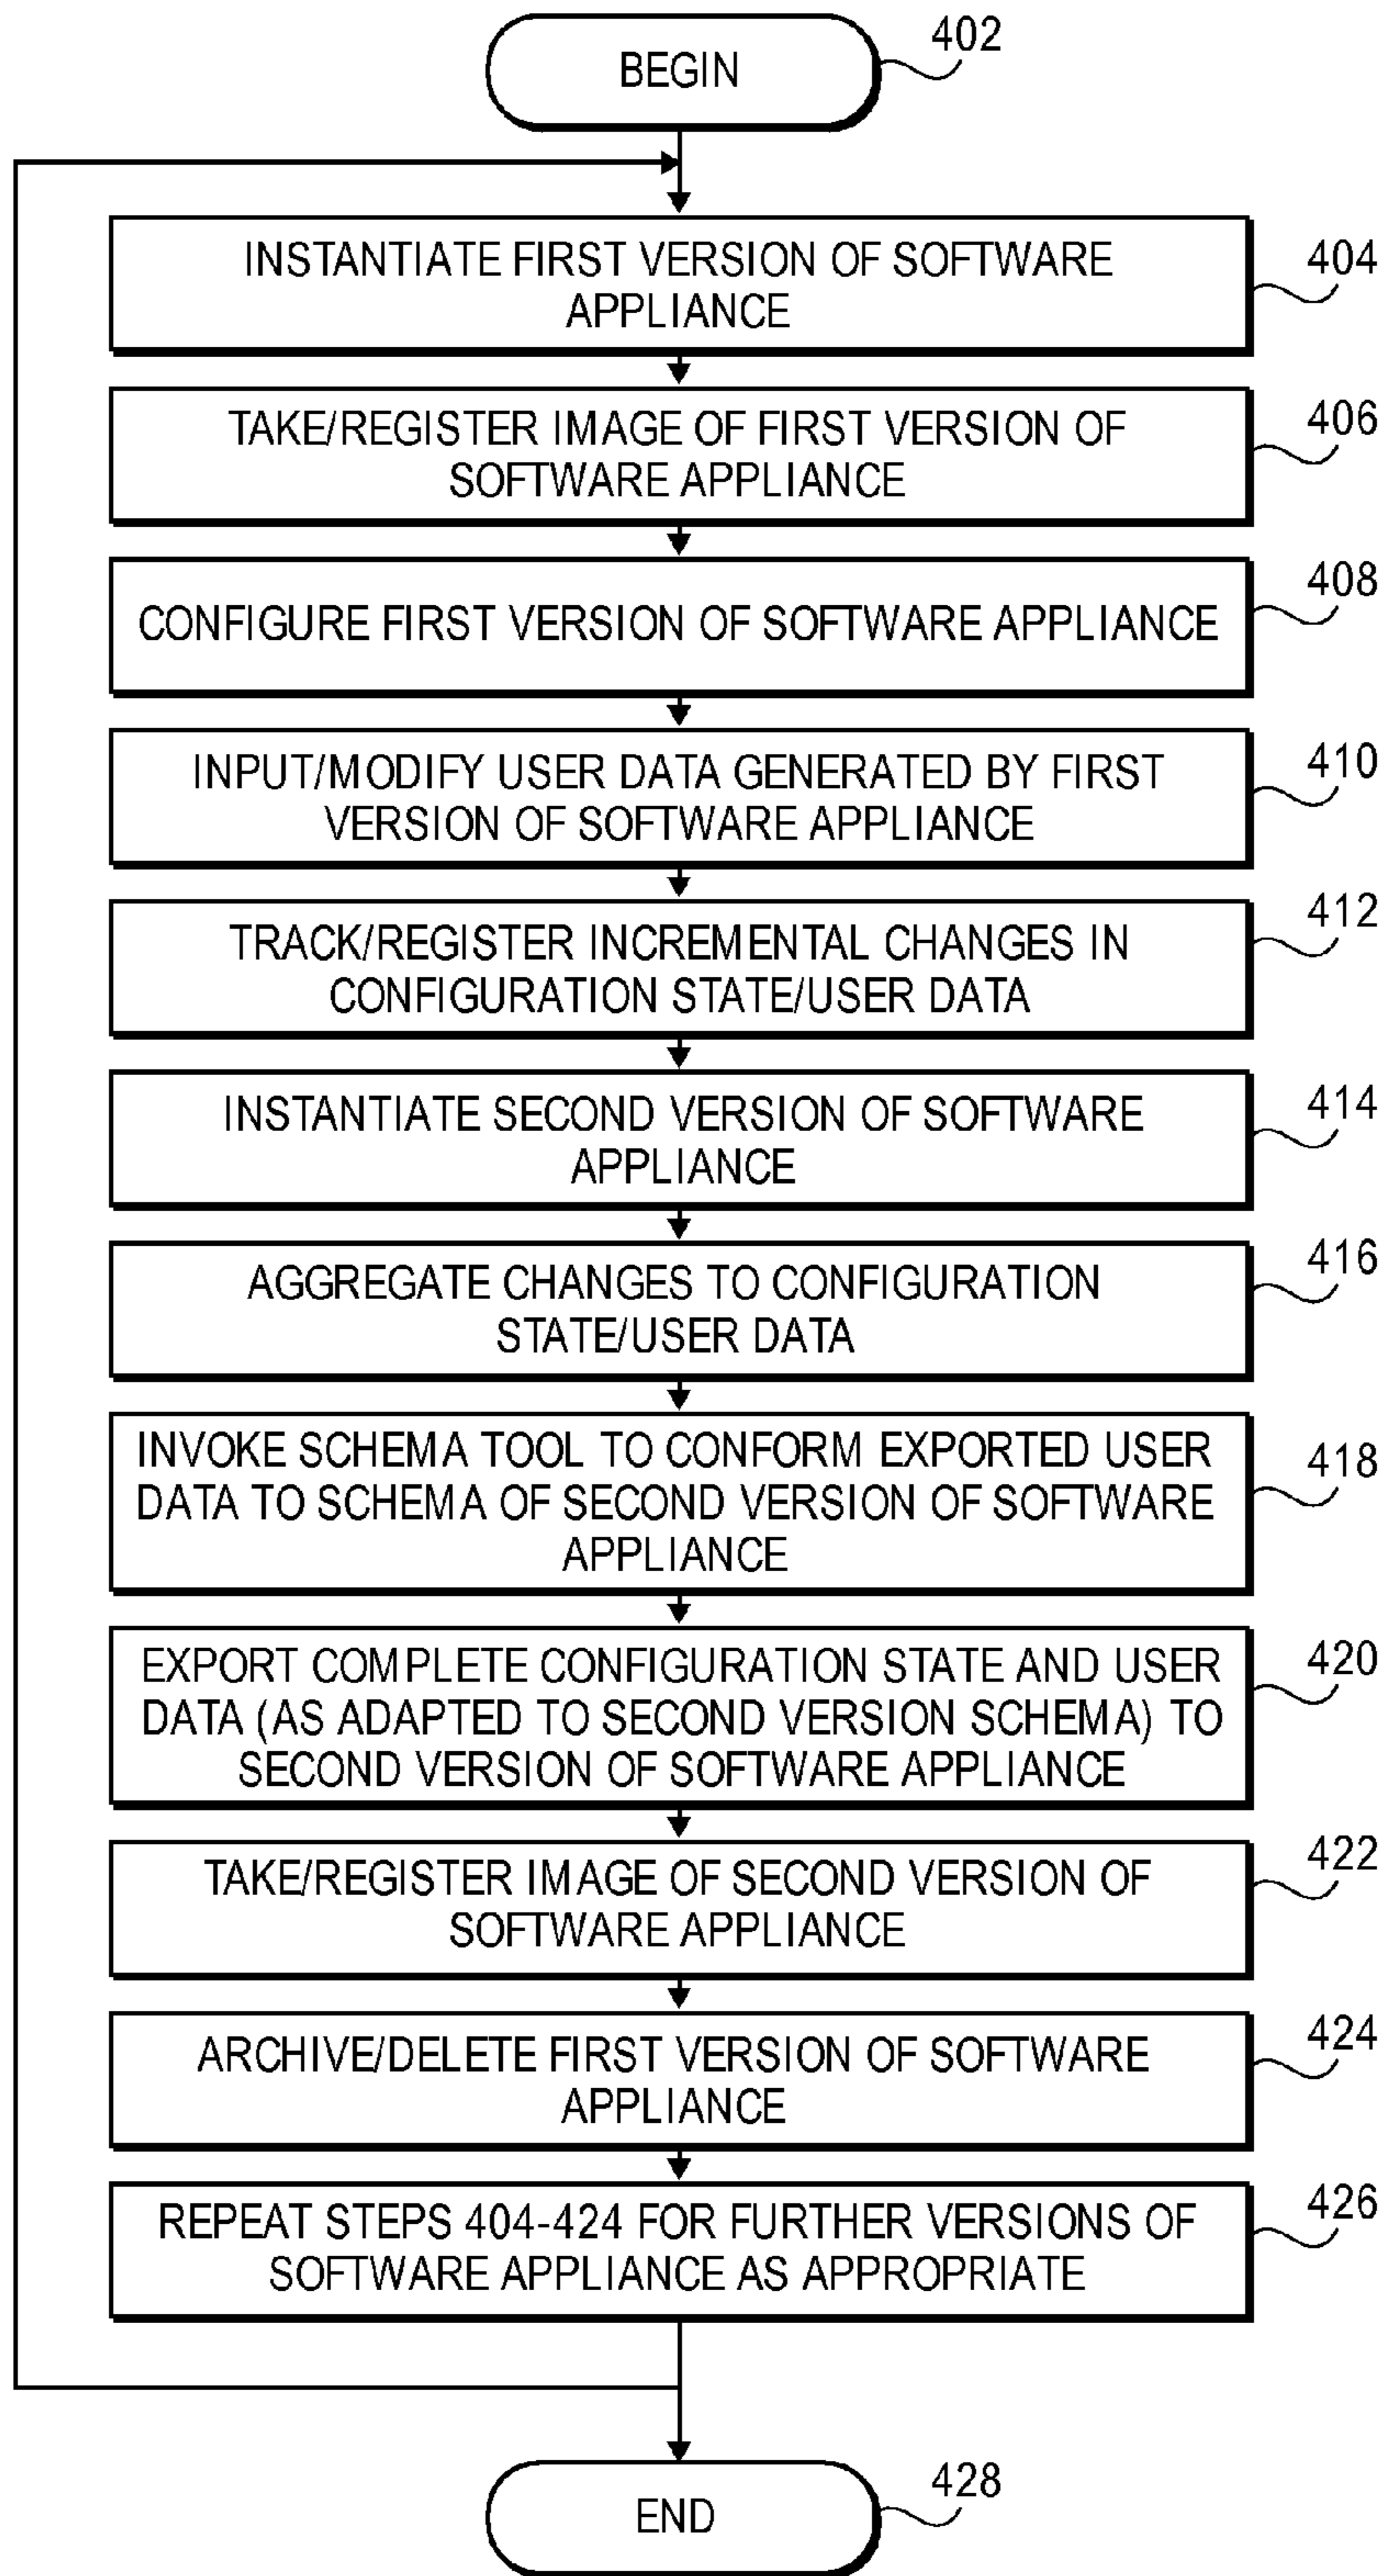 BEGIN
402
INSTANTIATE FIRST VERSION OF SOFTWARE
APPLIANCE
404
TAKE/REGISTER IMAGE OF FIRST VERSION OF
SOFTWARE APPLIANCE
406
CONFIGURE FIRST VERSION OF SOFTWARE APPLIANCE
408
INPUT/MODIFY USER DATA GENERATED BY FIRST
VERSION OF SOFTWARE APPLIANCE
410
TRACK/REGISTER INCREMENTAL CHANGES IN
CONFIGURATION STATE/USER DATA
412
INSTANTIATE SECOND VERSION OF SOFTWARE
APPLIANCE
414
AGGREGATE CHANGES TO CONFIGURATION
STATE/USER DATA
416
INVOKE SCHEMA TOOL TO CONFORM EXPORTED USER
DATA TO SCHEMA OF SECOND VERSION OF SOFTWARE
APPLIANCE
418
EXPORT COMPLETE CONFIGURATION STATE AND USER
DATA (AS ADAPTED TO SECOND VERSION SCHEMA) TO
SECOND VERSION OF SOFTWARE APPLIANCE
420
TAKE/REGISTER IMAGE OF SECOND VERSION OF
SOFTWARE APPLIANCE
422
ARCHIVE/DELETE FIRST VERSION OF SOFTWARE
APPLIANCE
424
REPEAT STEPS 404-424 FOR FURTHER VERSIONS OF
SOFTWARE APPLIANCE AS APPROPRIATE
426
END
428